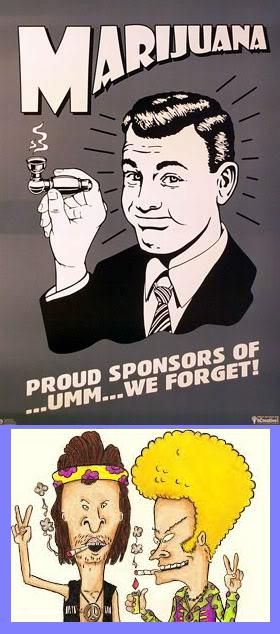 MARIJUANA
PROUD SPONSORS OF
...UMM...WE FORGET!